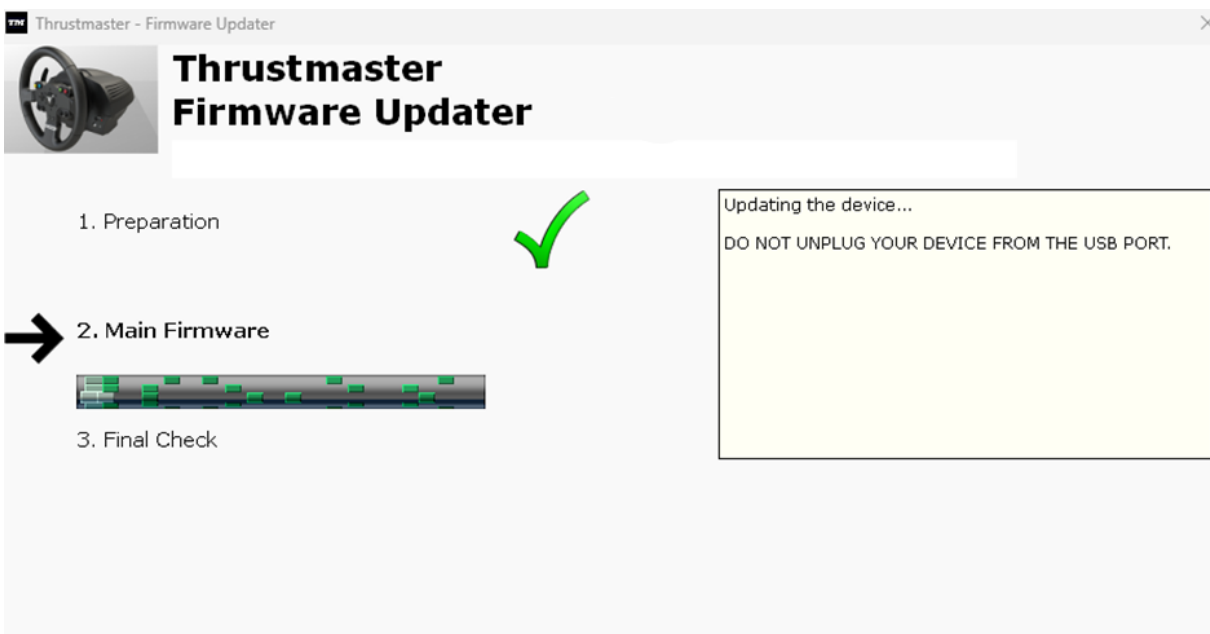 TM Thrustmaster - Firmware Updater
Thrustmaster
Firmware Updater
1. Preparation
Updating the device...
DO NOT UNPLUG YOUR DEVICE FROM THE USB PORT.
2. Main Firmware
3. Final Check